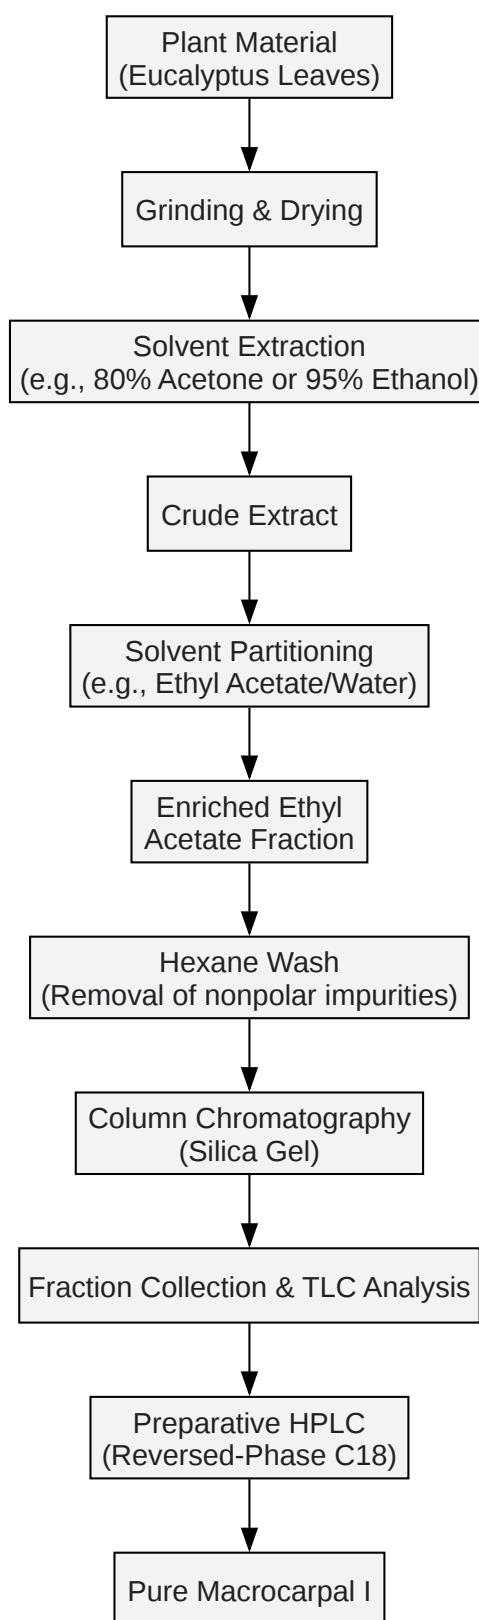 Plant Material
(Eucalyptus Leaves)
Grinding & Drying
Solvent Extraction
(e.g., 80% Acetone or 95% Ethanol)
Crude Extract
Solvent Partitioning
(e.g., Ethyl Acetate/Water)
Enriched Ethyl
Acetate Fraction
Hexane Wash
(Removal of nonpolar impurities)
Column Chromatography
(Silica Gel)
Fraction Collection & TLC Analysis
Preparative HPLC
(Reversed-Phase C18)
Pure Macrocarpal I